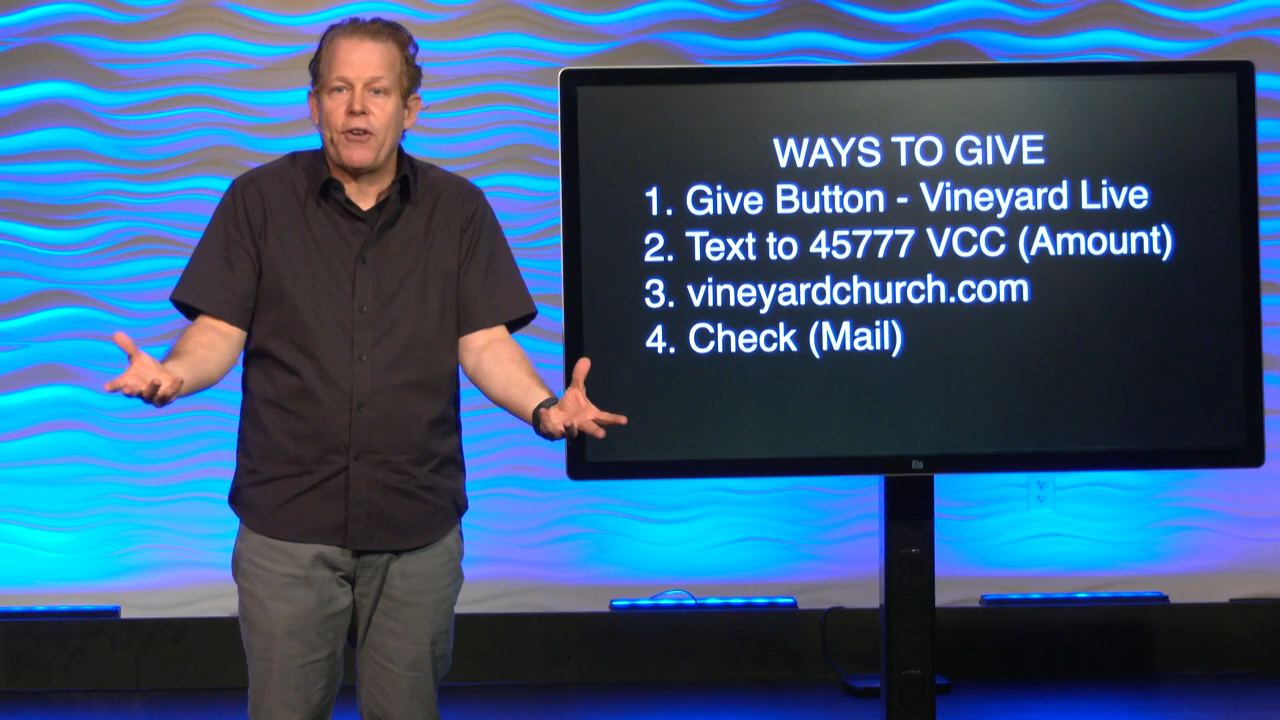 WAYS TO GIVE
1. Give Button - Vineyard Live
2. Text to 45777 VCC (Amount)
3. vineyardchurch.com
4. Check (Mail)
elo